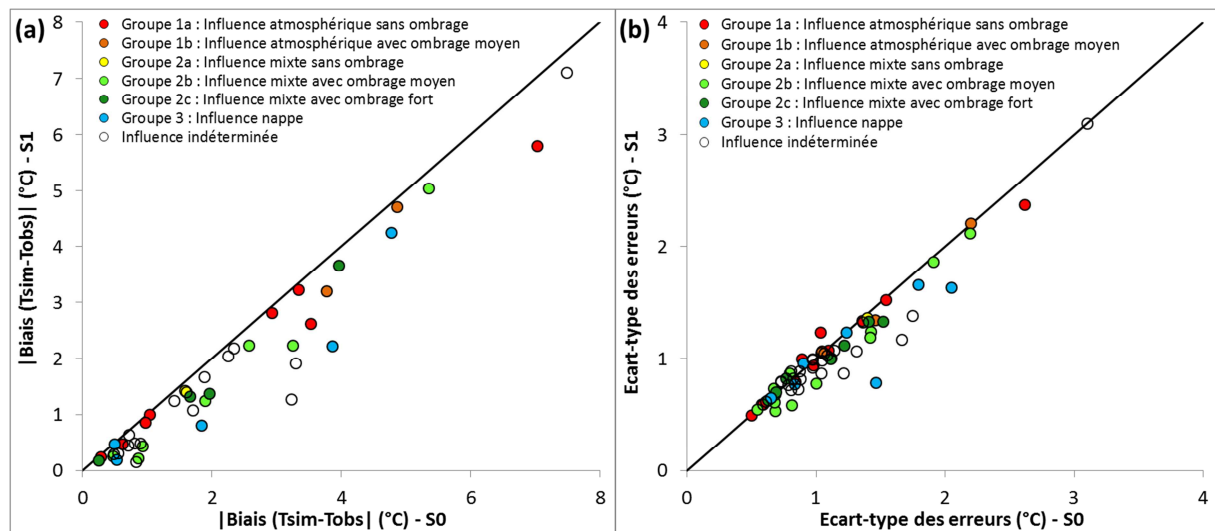 (a)
Groupe 1a : Influence atmosphérique sans ombrage
Groupe 1b : Influence atmosphérique avec ombrage moyen
Groupe 2a : Influence mixte sans ombrage
Groupe 2b : Influence mixte avec ombrage moyen
Groupe 2c : Influence mixte avec ombrage fort
Groupe 3 : Influence nappe
Influence indéterminée
|Biais (Tsim-Tobs)| (°C) - S1
8
7
6
5
4
3
2
1
0
0
2
4
6
8
|Biais (Tsim-Tobs| (°C) - S0
(b)
Groupe 1a : Influence atmosphérique sans ombrage
Groupe 1b : Influence atmosphérique avec ombrage moyen
Groupe 2a : Influence mixte sans ombrage
Groupe 2b : Influence mixte avec ombrage moyen
Groupe 2c : Influence mixte avec ombrage fort
Groupe 3 : Influence nappe
Influence indéterminée
Ecart-type des erreurs (°C) - S1
4
3
2
1
0
0
1
2
3
4
Ecart-type des erreurs (°C) - S0